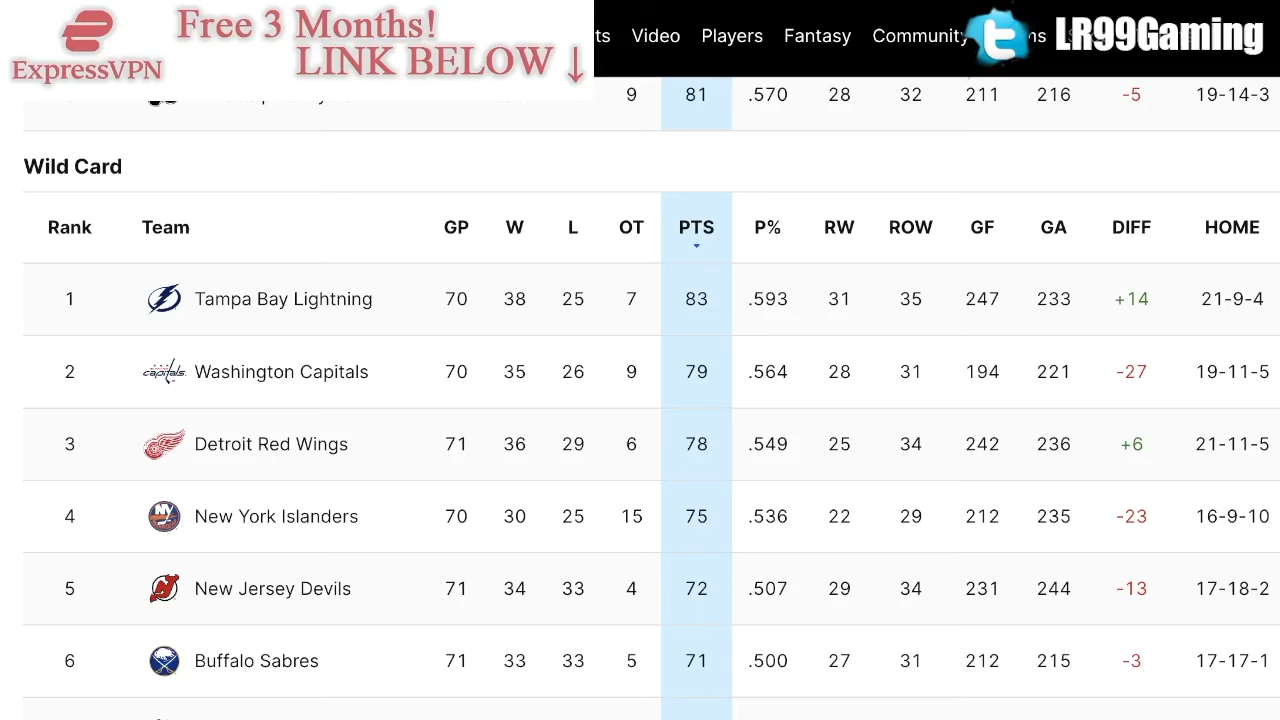 Free 3 Months!
LINK BELOW ↓
ExpressVPN
ts Video Players Fantasy Community
LR99Gaming
9 81 .570 28 32 211 216 -5 19-14-3
Wild Card
Rank Team GP W L OT PTS P% RW ROW GF GA DIFF HOME
1 Tampa Bay Lightning 70 38 25 7 83 .593 31 35 247 233 +14 21-9-4
2 capitals Washington Capitals 70 35 26 9 79 .564 28 31 194 221 -27 19-11-5
3 Detroit Red Wings 71 36 29 6 78 .549 25 34 242 236 +6 21-11-5
4 NY New York Islanders 70 30 25 15 75 .536 22 29 212 235 -23 16-9-10
5 New Jersey Devils 71 34 33 4 72 .507 29 34 231 244 -13 17-18-2
6 Buffalo Sabres 71 33 33 5 71 .500 27 31 212 215 -3 17-17-1